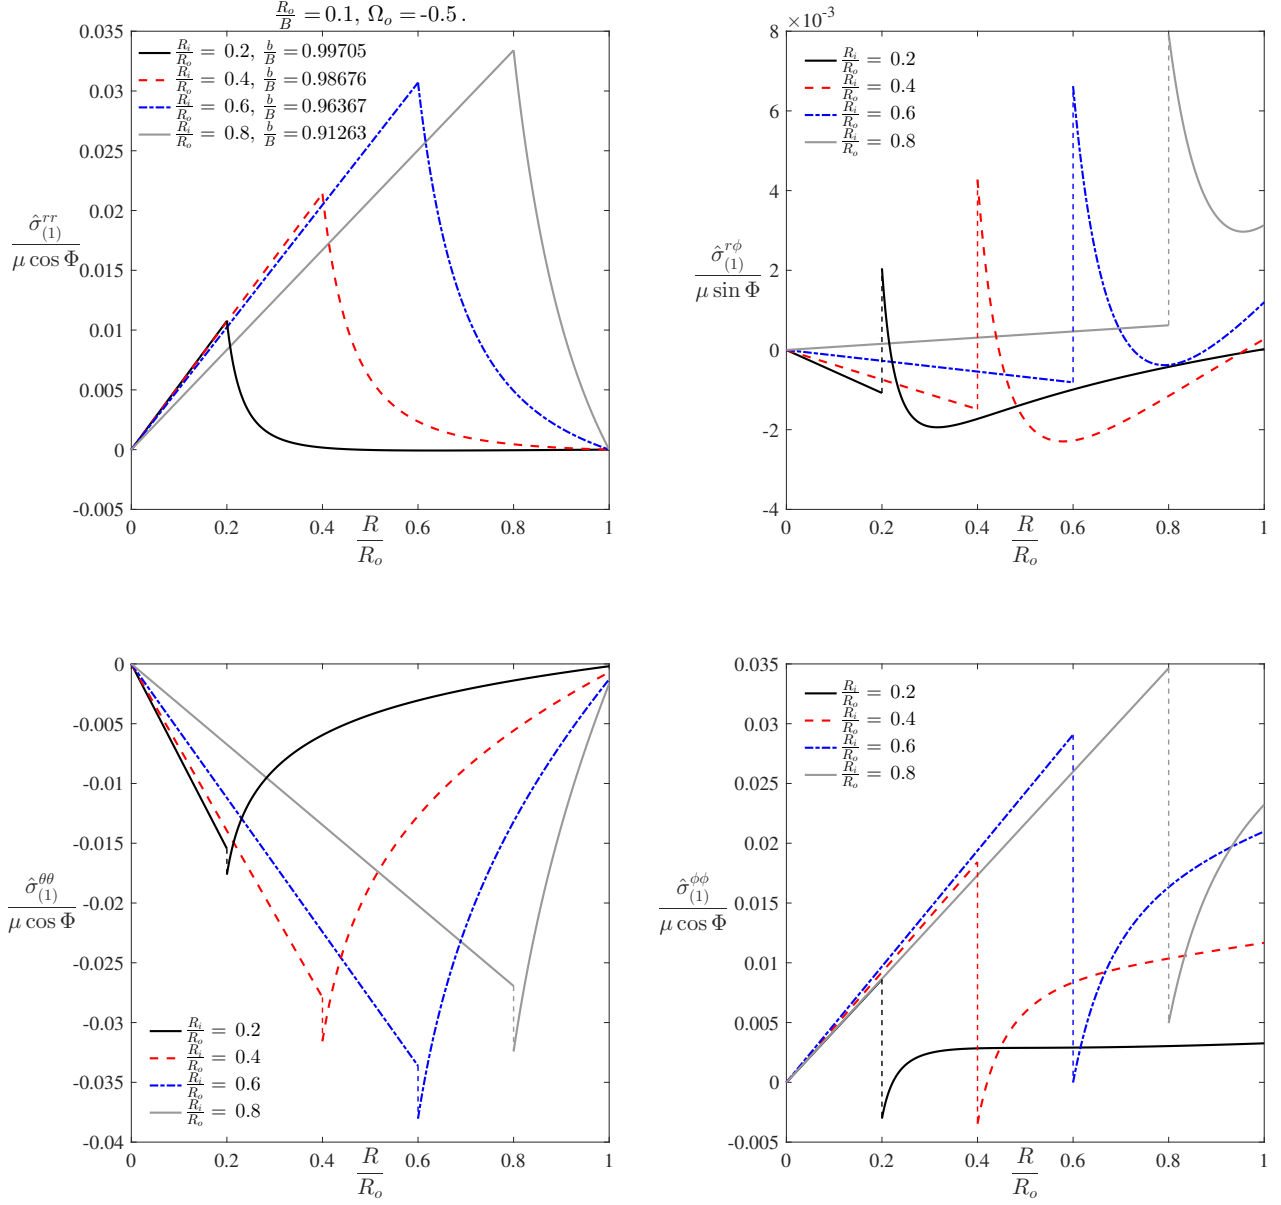 R_o/B = 0.1, Ω_o = -0.5 .
0.035
0.03
0.025
0.02
0.015
0.01
0.005
0
-0.005
σ̂^{rr}_{(1)} / μ cos Φ
R_i/R_o = 0.2, b/B = 0.99705
R_i/R_o = 0.4, b/B = 0.98676
R_i/R_o = 0.6, b/B = 0.96367
R_i/R_o = 0.8, b/B = 0.91263
0 0.2 0.4 0.6 0.8 1
R/R_o
×10^{-3}
8
6
4
2
0
-2
-4
σ̂^{rϕ}_{(1)} / μ sin Φ
R_i/R_o = 0.2
R_i/R_o = 0.4
R_i/R_o = 0.6
R_i/R_o = 0.8
0 0.2 0.4 0.6 0.8 1
R/R_o
0
-0.005
-0.01
-0.015
-0.02
-0.025
-0.03
-0.035
-0.04
σ̂^{θθ}_{(1)} / μ cos Φ
R_i/R_o = 0.2
R_i/R_o = 0.4
R_i/R_o = 0.6
R_i/R_o = 0.8
0 0.2 0.4 0.6 0.8 1
R/R_o
0.035
0.03
0.025
0.02
0.015
0.01
0.005
0
-0.005
σ̂^{ϕϕ}_{(1)} / μ cos Φ
R_i/R_o = 0.2
R_i/R_o = 0.4
R_i/R_o = 0.6
R_i/R_o = 0.8
0 0.2 0.4 0.6 0.8 1
R/R_o